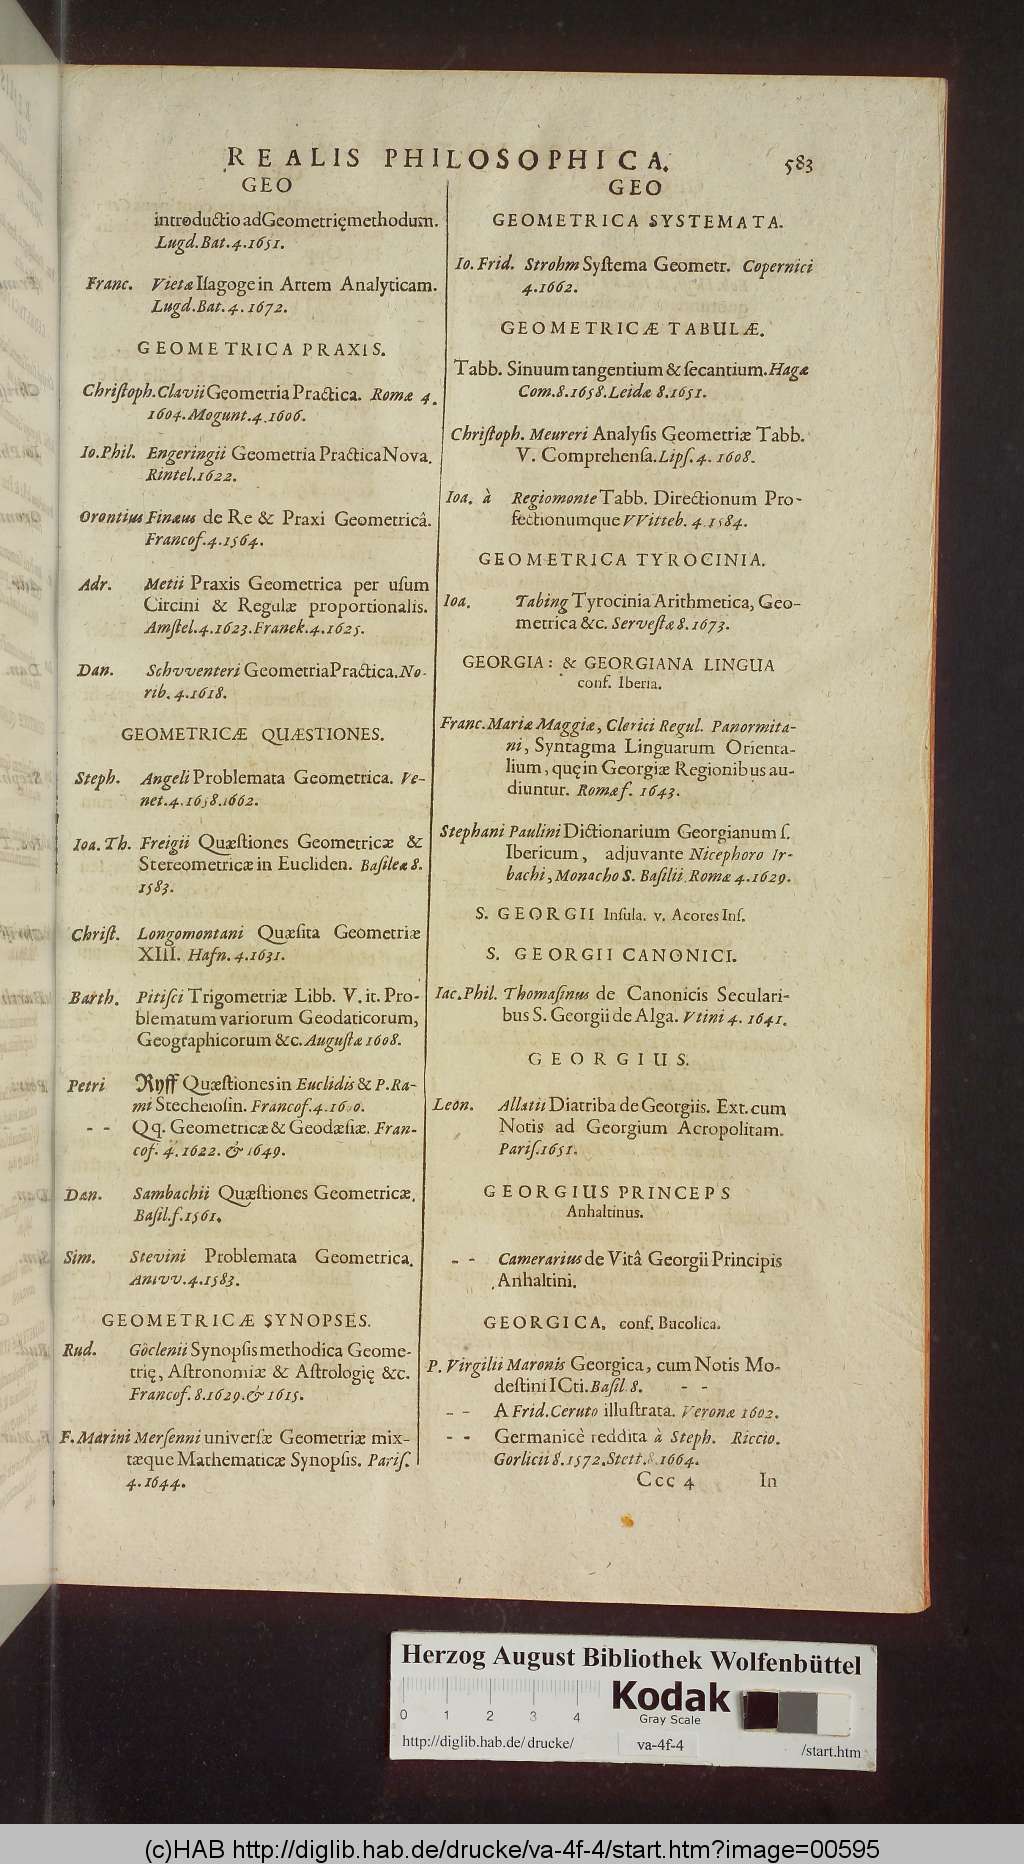 REALIS PHILOSOPHICA. 583
GEO
introductio ad Geometrięmethodum.
Lugd. Bat. 4. 1651.
Franc. Vietæ Iſagoge in Artem Analyticam.
Lugd. Bat. 4. 1672.
GEOMETRICA PRAXIS.
Chriſtoph. Clavii Geometria Practica. Romæ 4.
1604. Mogunt. 4. 1606.
Io. Phil. Engeringii Geometria Practica Nova.
Rintel. 1622.
Orontius Finæus de Re & Praxi Geometricâ.
Francof. 4. 1564.
Adr. Metii Praxis Geometrica per uſum
Circini & Regulæ proportionalis.
Amſtel. 4. 1623. Franek. 4. 1625.
Dan. Schvventeri Geometria Practica. No-
rib. 4. 1618.
GEOMETRICÆ QUÆSTIONES.
Steph. Angeli Problemata Geometrica. Ve-
net. 4. 1658. 1662.
Ioa. Th. Freigii Quæſtiones Geometricæ &
Stereometricæ in Eucliden. Baſileæ 8.
1583.
Chriſt. Longomontani Quæſita Geometriæ
XIII. Hafn. 4. 1631.
Barth. Pitiſci Trigometriæ Libb. V. it. Pro-
blematum variorum Geodaticorum,
Geographicorum &c. Auguſtæ 1608.
Petri Ryff Quæſtiones in Euclidis & P. Ra-
mi Stecheioſin. Francof. 4. 1600.
- - Qq. Geometricæ & Geodæſiæ. Fran-
cof. 4. 1622. & 1649.
Dan. Sambachii Quæſtiones Geometricæ.
Baſil. f. 1561.
Sim. Stevini Problemata Geometrica.
Antvv. 4. 1583.
GEOMETRICÆ SYNOPSES.
Rud. Goclenii Synopſis methodica Geome-
trię, Aſtronomiæ & Aſtrologię &c.
Francof. 8. 1629. & 1615.
F. Marini Merſenni univerſæ Geometriæ mix-
tæque Mathematicæ Synopſis. Pariſ.
4. 1644.
GEO
GEOMETRICA SYSTEMATA.
Io. Frid. Strohm Syſtema Geometr. Copernici
4. 1662.
GEOMETRICÆ TABULÆ.
Tabb. Sinuum tangentium & ſecantium. Hagæ
Com. 8. 1658. Leidæ 8. 1651.
Chriſtoph. Meureri Analyſis Geometriæ Tabb.
V. Comprehenſa. Lipſ. 4. 1608.
Ioa. à Regiomonte Tabb. Directionum Pro-
fectionumque VVitteb. 4. 1584.
GEOMETRICA TYROCINIA.
Ioa. Tabing Tyrocinia Arithmetica, Geo-
metrica &c. Serveſtæ 8. 1673.
GEORGIA: & GEORGIANA LINGUA
conf. Iberia.
Franc. Mariæ Maggiæ, Clerici Regul. Panormita-
ni, Syntagma Linguarum Orienta-
lium, quę in Georgiæ Regionibus au-
diuntur. Romæ f. 1643.
Stephani Paulini Dictionarium Georgianum ſ.
Ibericum, adjuvante Nicephoro Ir-
bachi, Monacho S. Baſilii Romæ 4. 1629.
S. GEORGII Inſula. v. Acores Inſ.
S. GEORGII CANONICI.
Iac. Phil. Thomaſinus de Canonicis Seculari-
bus S. Georgii de Alga. Vtini 4. 1641.
GEORGIUS.
Leon. Allatii Diatriba de Georgiis. Ext. cum
Notis ad Georgium Acropolitam.
Pariſ. 1651.
GEORGIUS PRINCEPS
Anhaltinus.
- - Camerarius de Vitâ Georgii Principis
Anhaltini.
GEORGICA. conf. Bucolica.
P. Virgilii Maronis Georgica, cum Notis Mo-
deſtini ICti. Baſil 8. - -
- - A Frid. Ceruto illuſtrata. Veronæ 1602.
- - Germanicè reddita à Steph. Riccio.
Gorlicii 8. 1572. Stett. 8. 1664.
Ccc 4 In
Herzog August Bibliothek Wolfenbüttel
0 1 2 3 4
Kodak
Gray Scale
http://diglib.hab.de/drucke/ va-4f-4 /start.htm
(c)HAB http://diglib.hab.de/drucke/va-4f-4/start.htm?image=00595